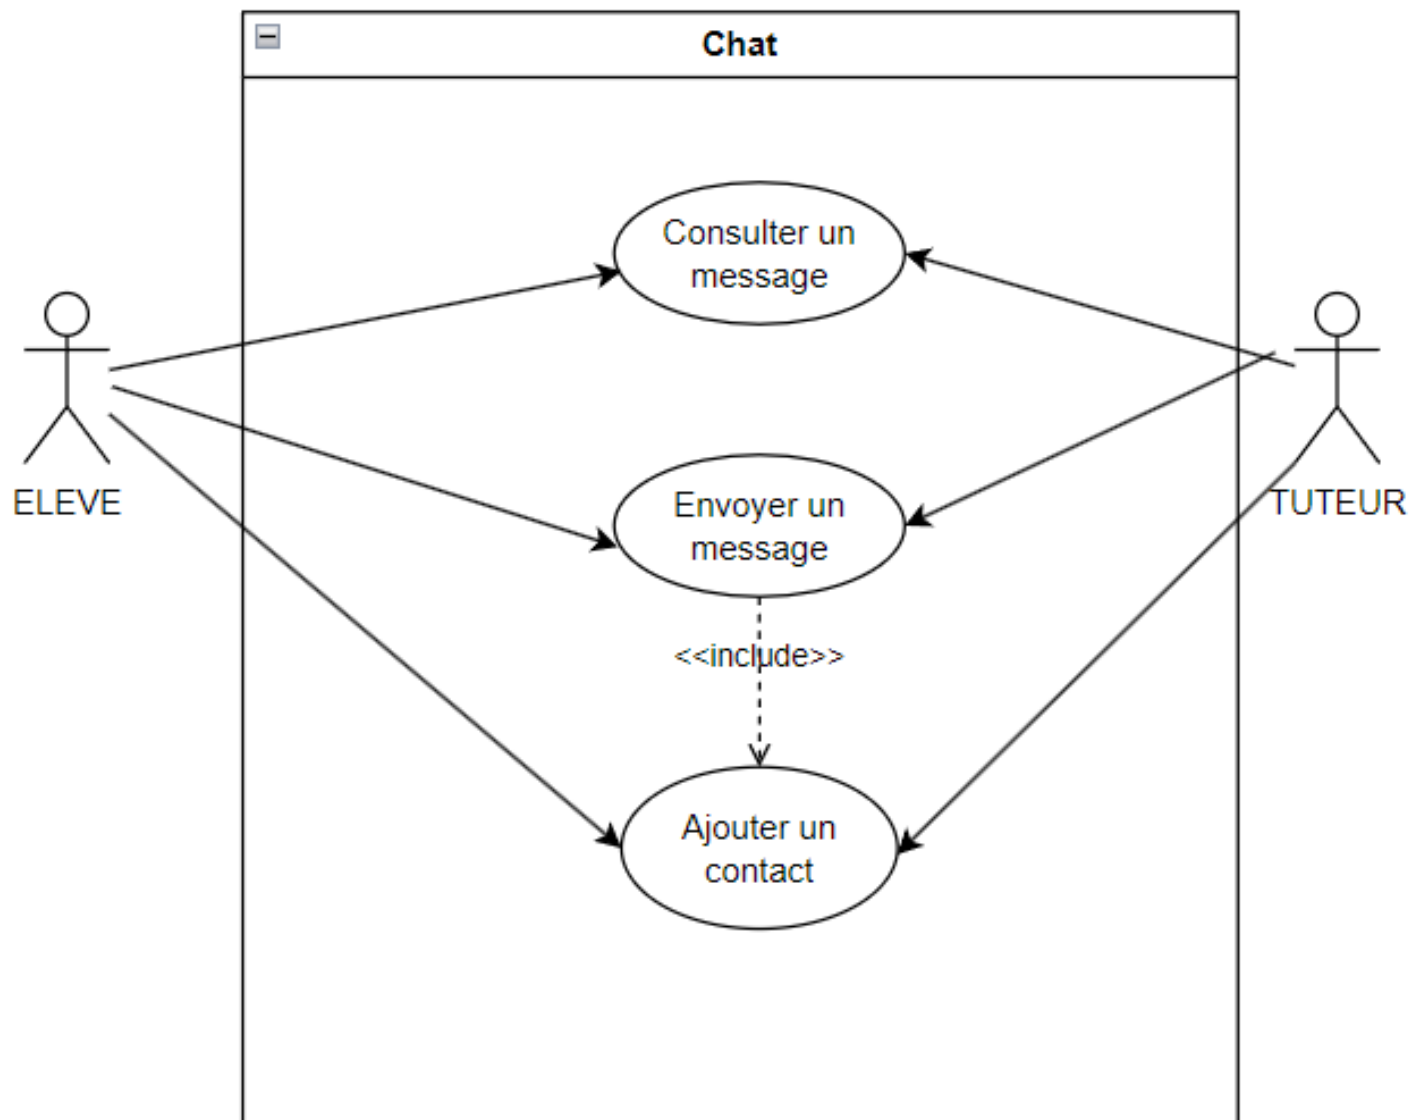 Chat
Consulter un
message
ELEVE
TUTEUR
Envoyer un
message
<<include>>
Ajouter un
contact